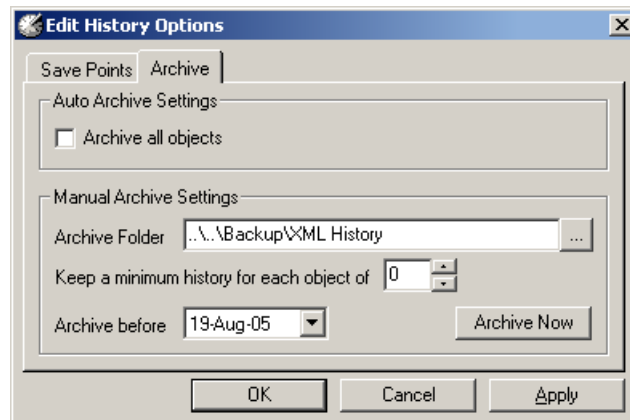 Edit History Options
Save Points Archive
Auto Archive Settings
Archive all objects
Manual Archive Settings
Archive Folder ..\..\Backup\XML History ...
Keep a minimum history for each object of 0
Archive before 19-Aug-05 Archive Now
OK Cancel Apply